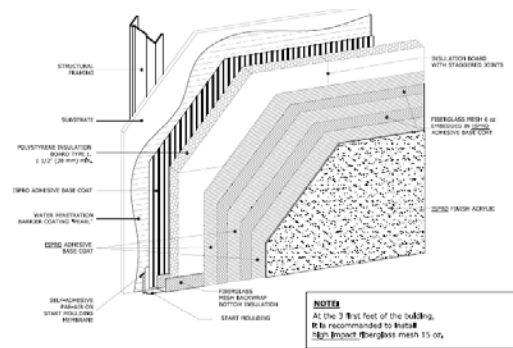 STRUCTURAL
FRAMING
SUBSTRATE
POLYSTYRENE INSULATION
BOARD TYPE 1,
1 1/2" (38 mm) min.
ISPRO ADHESIVE BASE COAT
WATER PENETRATION
BARRIER COATING "PEARL"
ISPRO ADHESIVE
BASE COAT
SELF-ADHESIVE
PAR-AIR ON
START MOULDING
MEMBRANE
FIBERGLASS
MESH BACKWRAP
BOTTOM INSULATION
START MOULDING
INSULATION BOARD
WITH STAGGERED JOINTS
FIBERGLASS MESH 6 oz
EMBEDDED IN ISPRO
ADHESIVE BASE COAT
ISPRO FINISH ACRYLIC
NOTE:
At the 3 first feet of the building,
It is recommanded to install
high impact fiberglass mesh 15 oz,